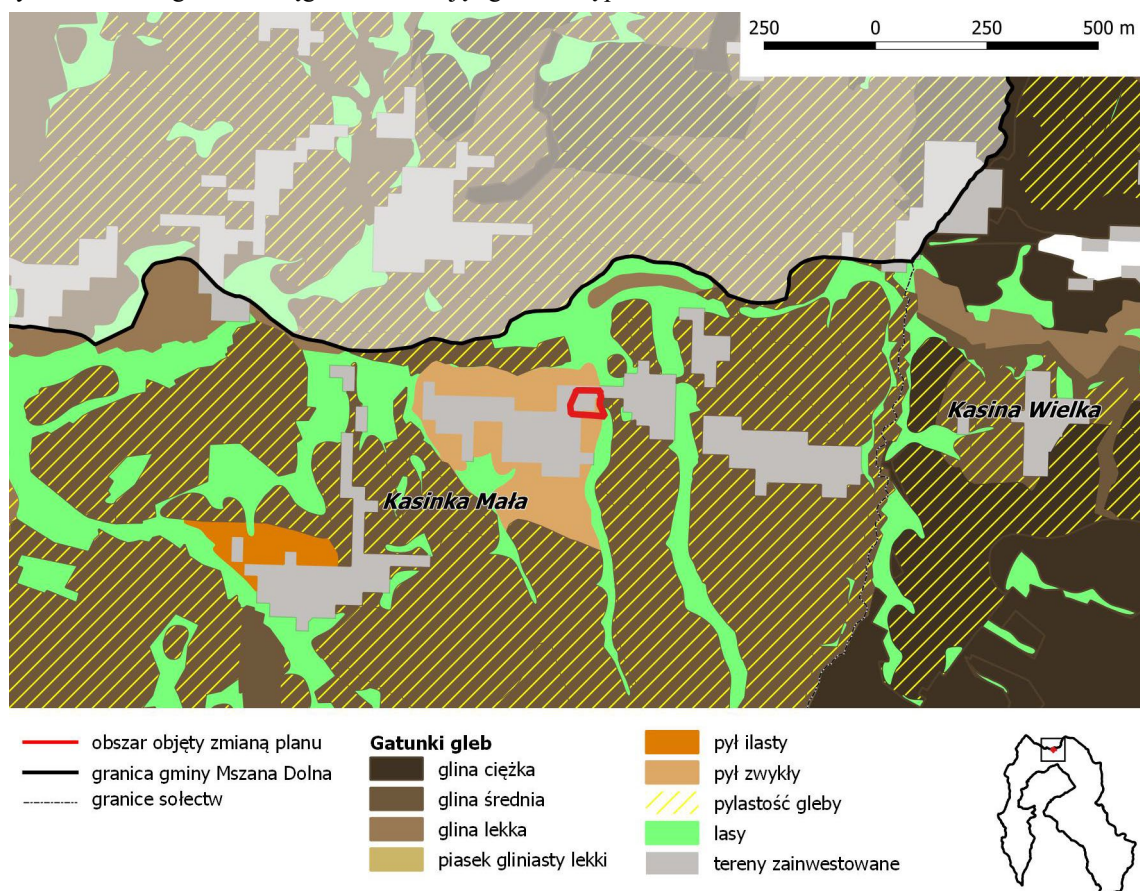 250 0 250 500 m
Kasina Wielka
Kasinka Mała
obszar objęty zmianą planu
granica gminy Mszana Dolna
granice sołectw
Gatunki gleb
glina ciężka
glina średnia
glina lekka
piasek gliniasty lekki
pył ilasty
pył zwykły
pylastość gleby
lasy
tereny zainwestowane